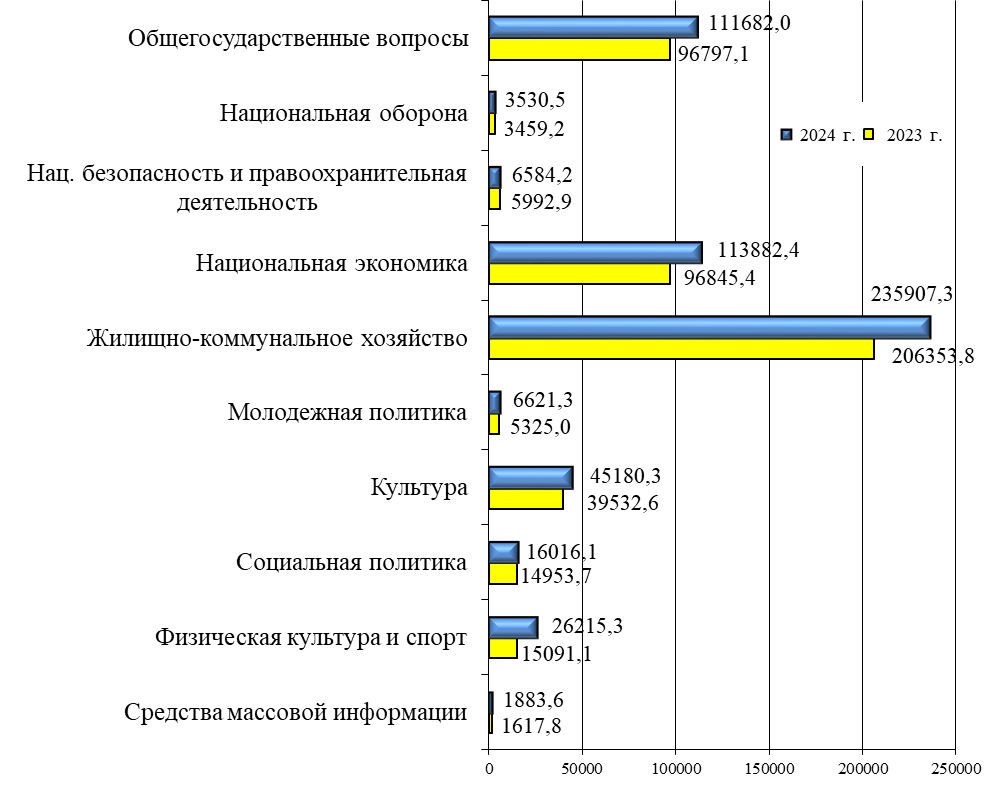 Общегосударственные вопросы
111682,0
96797,1
Национальная оборона
3530,5
3459,2
2024 г.
2023 г.
Нац. безопасность и правоохранительная
деятельность
6584,2
5992,9
Национальная экономика
113882,4
96845,4
Жилищно-коммунальное хозяйство
235907,3
206353,8
Молодежная политика
6621,3
5325,0
Культура
45180,3
39532,6
Социальная политика
16016,1
14953,7
Физическая культура и спорт
26215,3
15091,1
Средства массовой информации
1883,6
1617,8
0 50000 100000 150000 200000 250000